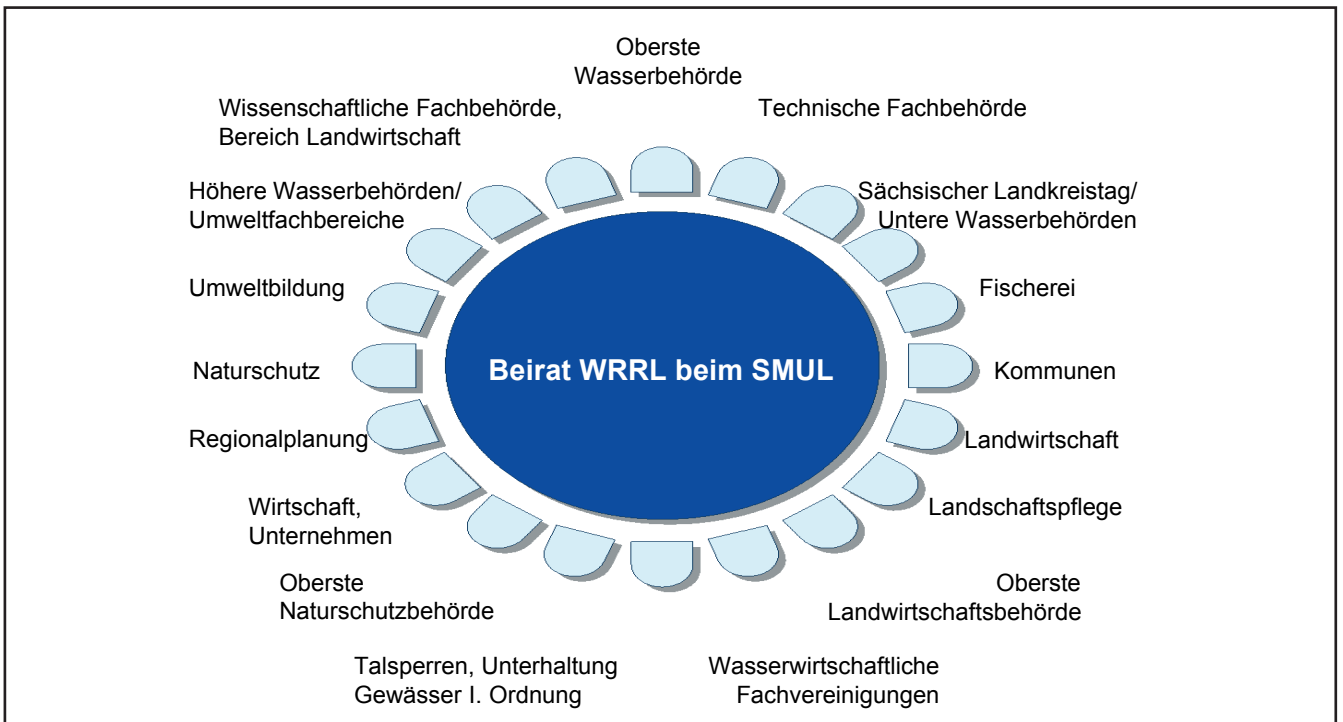 Oberste
Wasserbehörde
Wissenschaftliche Fachbehörde,
Bereich Landwirtschaft
Technische Fachbehörde
Höhere Wasserbehörden/
Umweltfachbereiche
Sächsischer Landkreistag/
Untere Wasserbehörden
Umweltbildung
Fischerei
Naturschutz
Beirat WRRL beim SMUL
Kommunen
Regionalplanung
Landwirtschaft
Wirtschaft,
Unternehmen
Landschaftspflege
Oberste
Naturschutzbehörde
Oberste
Landwirtschaftsbehörde
Talsperren, Unterhaltung
Gewässer I. Ordnung
Wasserwirtschaftliche
Fachvereinigungen